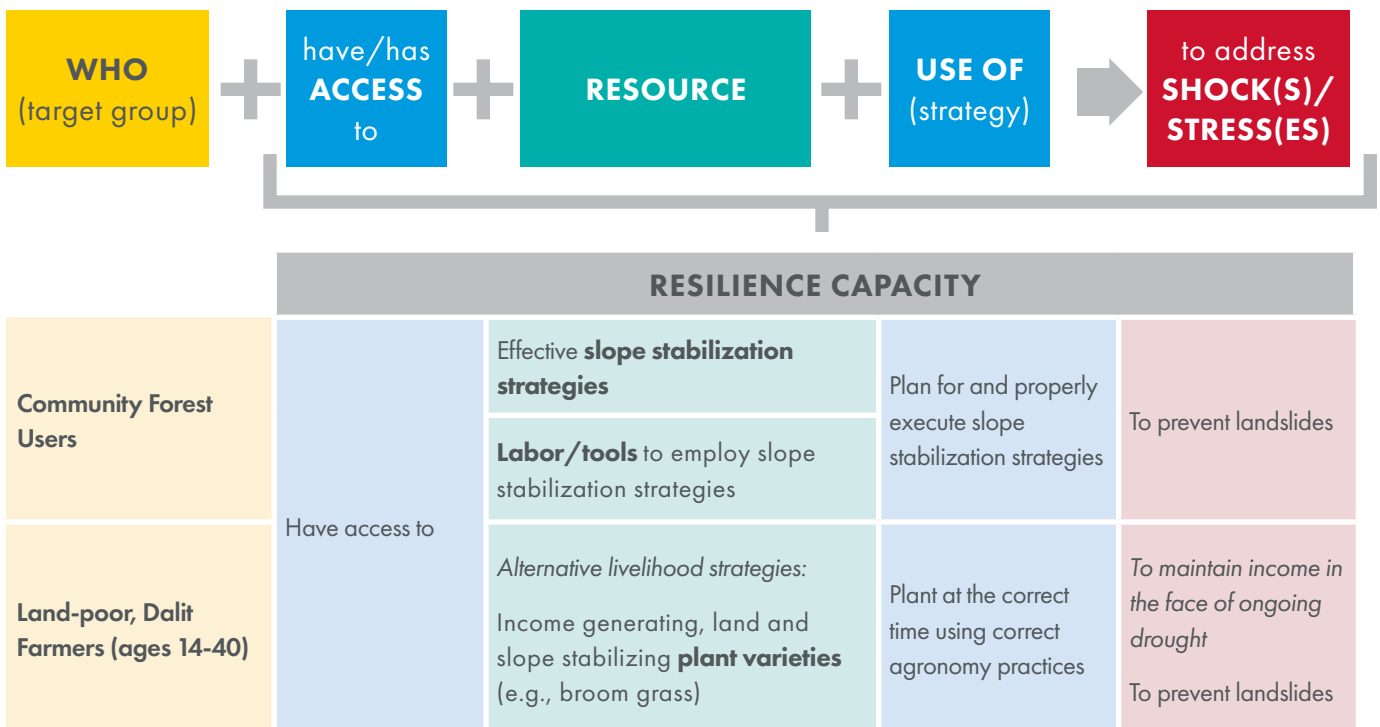 WHO
(target group)
have/has
ACCESS
to
RESOURCE
USE OF
(strategy)
to address
SHOCK(S)/
STRESS(ES)
RESILIENCE CAPACITY
Community Forest
Users
Have access to
Effective slope stabilization
strategies
Labor/tools to employ slope
stabilization strategies
Plan for and properly
execute slope
stabilization strategies
To prevent landslides
Land-poor, Dalit
Farmers (ages 14-40)
Alternative livelihood strategies:
Income generating, land and
slope stabilizing plant varieties
(e.g., broom grass)
Plant at the correct
time using correct
agronomy practices
To maintain income in
the face of ongoing
drought
To prevent landslides